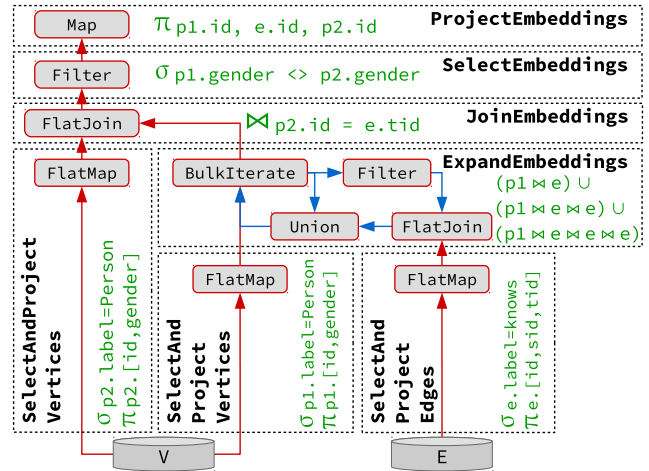 Map
π p1.id, e.id, p2.id
ProjectEmbeddings
Filter
σ p1.gender <> p2.gender
SelectEmbeddings
FlatJoin
⋈ p2.id = e.tid
JoinEmbeddings
FlatMap
SelectAndProject
Vertices
σ p2.label=Person
π p2.[id,gender]
ExpandEmbeddings
BulkIterate
Filter
Union
FlatJoin
(p1⋈e) ∪
(p1⋈e⋈e) ∪
(p1⋈e⋈e⋈e)
FlatMap
SelectAnd
Project
Vertices
σ p1.label=Person
π p1.[id,gender]
FlatMap
SelectAnd
Project
Edges
σ e.label=knows
π e.[id,sid,tid]
V
E